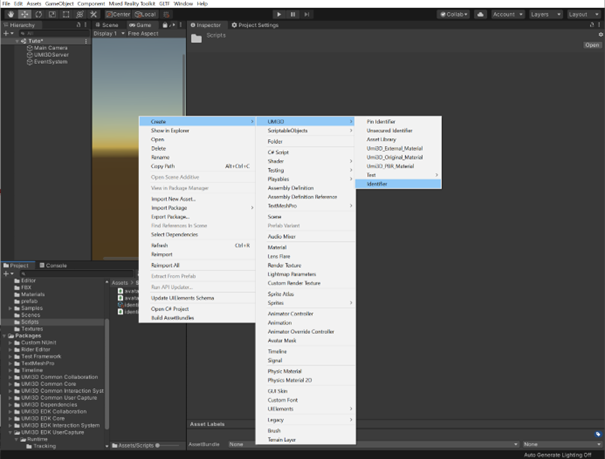 File Edit Assets GameObject Component Mixed Reality Toolkit GLTF Window Help
Center Local
Collab Account Layers Layout
Hierarchy
Scene Game
Inspector Project Settings
Display 1 Free Aspect
Scripts
Open
Tuto*
Main Camera
UMI3DServer
EventSystem
Create
Show in Explorer
Open
Delete
Rename
Copy Path Alt+Ctrl+C
Open Scene Additive
View in Package Manager
Import New Asset...
Import Package
Export Package...
Find References In Scene
Select Dependencies
Refresh Ctrl+R
Reimport
Reimport All
Extract From Prefab
Run API Updater...
Update UIElements Schema
Open C# Project
Build AssetBundles
UMI3D
ScriptableObjects
Folder
C# Script
Shader
Testing
Playables
Assembly Definition
Assembly Definition Reference
TextMeshPro
Scene
Prefab Variant
Audio Mixer
Material
Lens Flare
Render Texture
Lightmap Parameters
Custom Render Texture
Sprite Atlas
Sprites
Animator Controller
Animation
Animator Override Controller
Avatar Mask
Timeline
Signal
Physic Material
Physics Material 2D
GUI Skin
Custom Font
UIElements
Legacy
Brush
Terrain Layer
Pin Identifier
Unsecured Identifier
Asset Library
Umi3D_External_Material
Umi3D_Original_Material
Umi3D_PBR_Material
Identifier
Project Console
Editor
FBX
Materials
prefab
Samples
Scenes
Scripts
Textures
Packages
Custom NUnit
Rider Editor
Test Framework
TextMeshPro
Timeline
UMI3D Common Collaboration
UMI3D Common Core
UMI3D Common Interaction Syst
UMI3D Common User Capture
UMI3D Dependencies
UMI3D EDK Collaboration
UMI3D EDK Core
UMI3D EDK Interaction System
UMI3D EDK UserCapture
Runtime
Tracking
Assets
avata
avata
identi
identi
Assets/Scripts
Asset Labels
AssetBundle None None
Auto Generate Lighting Off